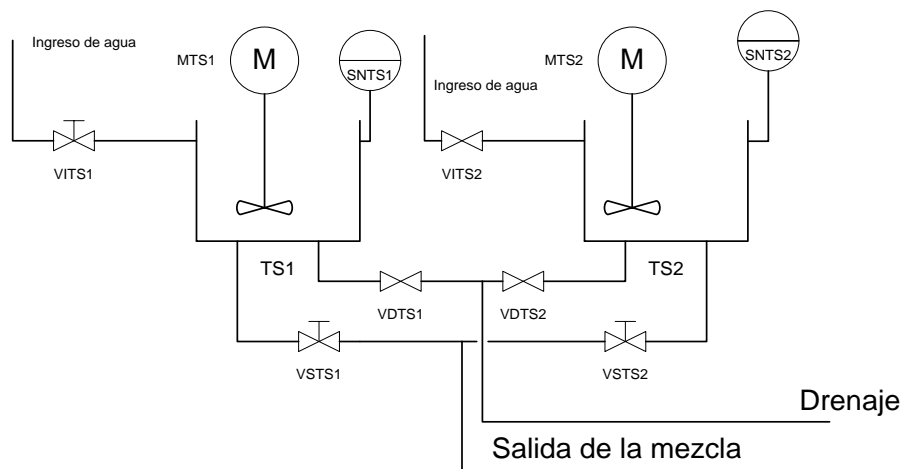 Ingreso de agua
MTS1
M
SNTS1
VITS1
TS1
Ingreso de agua
MTS2
M
SNTS2
VITS2
TS2
VDTS1
VDTS2
VSTS1
VSTS2
Drenaje
Salida de la mezcla